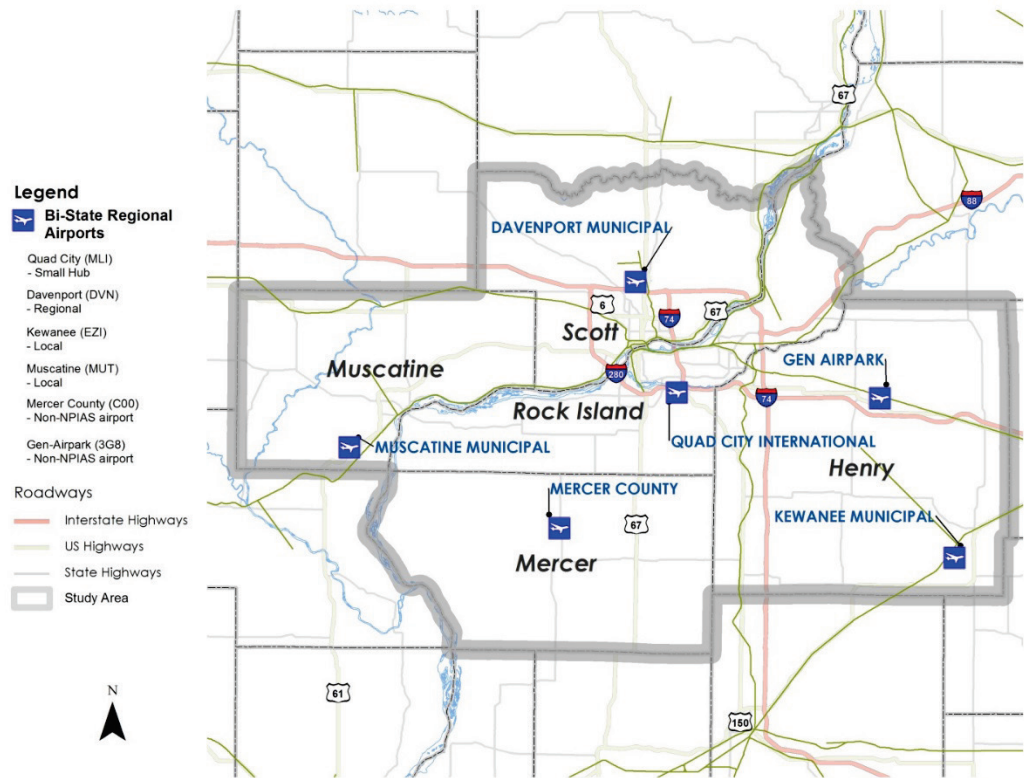 Legend
Bi-State Regional
Airports
Quad City (MLI)
- Small Hub
Davenport (DVN)
- Regional
Kewanee (EZI)
- Local
Muscatine (MUT)
- Local
Mercer County (C00)
- Non-NPIAS airport
Gen-Airpark (3G8)
- Non-NPIAS airport
Roadways
Interstate Highways
US Highways
State Highways
Study Area
N
67
88
DAVENPORT MUNICIPAL
6
67
74
Scott
GEN AIRPARK
Muscatine
280
74
Rock Island
MUSCATINE MUNICIPAL
QUAD CITY INTERNATIONAL
Henry
MERCER COUNTY
67
KEWANEE MUNICIPAL
Mercer
61
150